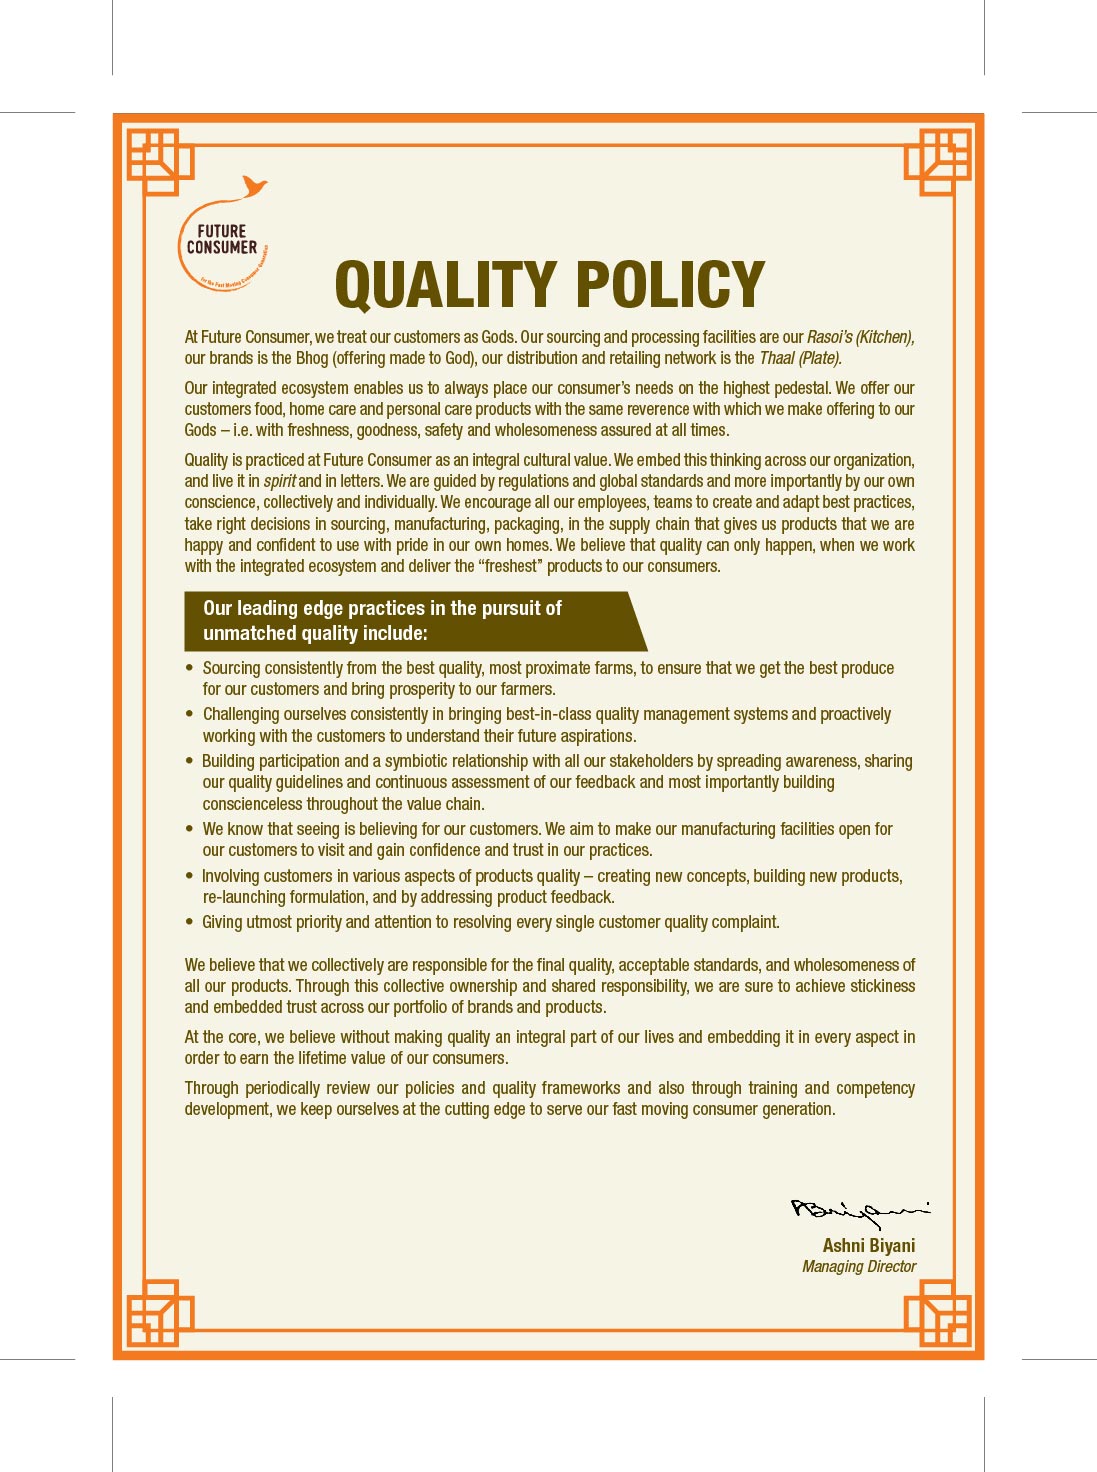 FUTURE
CONSUMER
for the Fast Moving Consumer Generation
QUALITY POLICY
At Future Consumer, we treat our customers as Gods. Our sourcing and processing facilities are our Rasoi's (Kitchen),
our brands is the Bhog (offering made to God), our distribution and retailing network is the Thaal (Plate).
Our integrated ecosystem enables us to always place our consumer's needs on the highest pedestal. We offer our
customers food, home care and personal care products with the same reverence with which we make offering to our
Gods – i.e. with freshness, goodness, safety and wholesomeness assured at all times.
Quality is practiced at Future Consumer as an integral cultural value. We embed this thinking across our organization,
and live it in spirit and in letters. We are guided by regulations and global standards and more importantly by our own
conscience, collectively and individually. We encourage all our employees, teams to create and adapt best practices,
take right decisions in sourcing, manufacturing, packaging, in the supply chain that gives us products that we are
happy and confident to use with pride in our own homes. We believe that quality can only happen, when we work
with the integrated ecosystem and deliver the “freshest” products to our consumers.
Our leading edge practices in the pursuit of
unmatched quality include:
• Sourcing consistently from the best quality, most proximate farms, to ensure that we get the best produce
for our customers and bring prosperity to our farmers.
• Challenging ourselves consistently in bringing best-in-class quality management systems and proactively
working with the customers to understand their future aspirations.
• Building participation and a symbiotic relationship with all our stakeholders by spreading awareness, sharing
our quality guidelines and continuous assessment of our feedback and most importantly building
conscienceless throughout the value chain.
• We know that seeing is believing for our customers. We aim to make our manufacturing facilities open for
our customers to visit and gain confidence and trust in our practices.
• Involving customers in various aspects of products quality – creating new concepts, building new products,
re-launching formulation, and by addressing product feedback.
• Giving utmost priority and attention to resolving every single customer quality complaint.
We believe that we collectively are responsible for the final quality, acceptable standards, and wholesomeness of
all our products. Through this collective ownership and shared responsibility, we are sure to achieve stickiness
and embedded trust across our portfolio of brands and products.
At the core, we believe without making quality an integral part of our lives and embedding it in every aspect in
order to earn the lifetime value of our consumers.
Through periodically review our policies and quality frameworks and also through training and competency
development, we keep ourselves at the cutting edge to serve our fast moving consumer generation.
ABiyani
Ashni Biyani
Managing Director